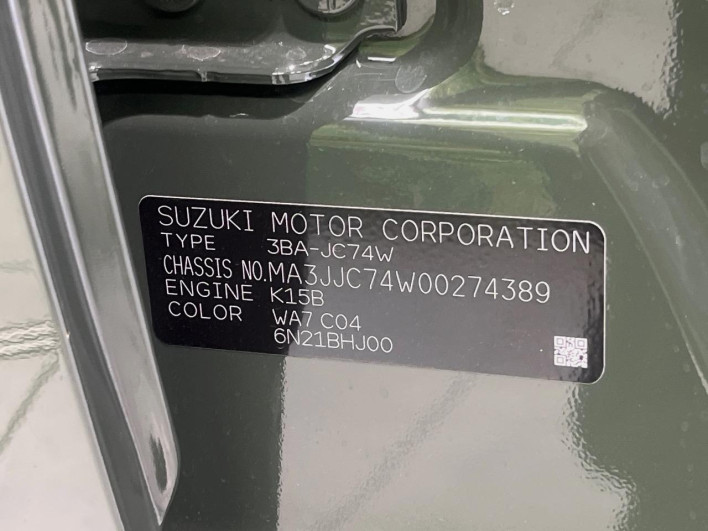 SUZUKI MOTOR CORPORATION
TYPE 3BA-JC74W
CHASSIS NO.MA3JJC74W00274389
ENGINE K15B
COLOR WA7 C04
6N21BHJ00